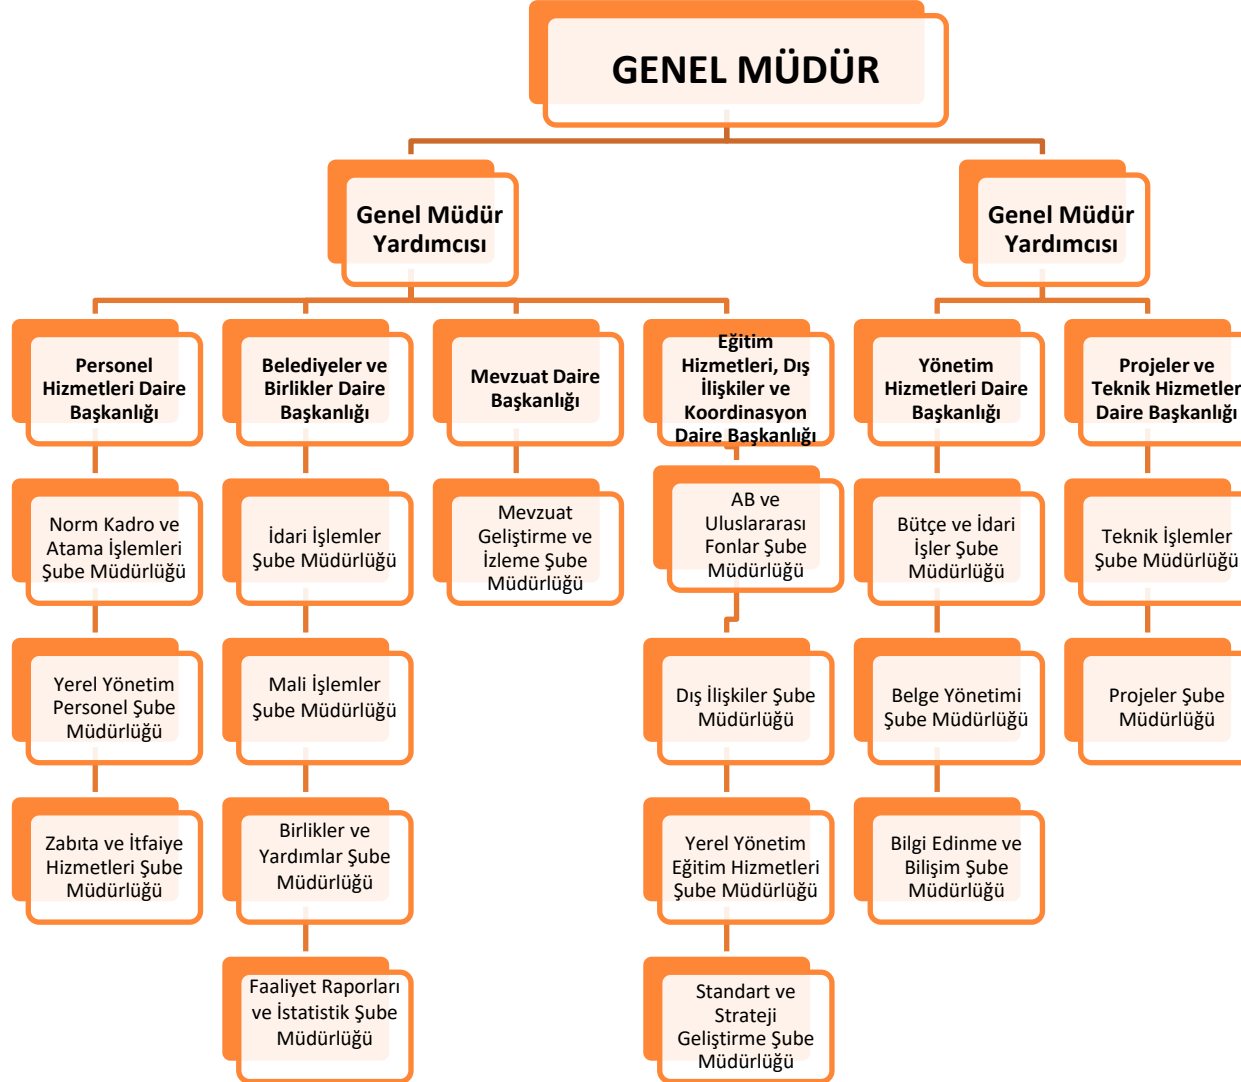 GENEL MÜDÜR
Genel Müdür
Yardımcısı
Genel Müdür
Yardımcısı
Personel
Hizmetleri Daire
Başkanlığı
Belediyeler ve
Birlikler Daire
Başkanlığı
Mevzuat Daire
Başkanlığı
Eğitim
Hizmetleri, Dış
İlişkiler ve
Koordinasyon
Daire Başkanlığı
Yönetim
Hizmetleri Daire
Başkanlığı
Projeler ve
Teknik Hizmetler
Daire Başkanlığı
Norm Kadro ve
Atama İşlemleri
Şube Müdürlüğü
İdari İşlemler
Şube Müdürlüğü
Mevzuat
Geliştirme ve
İzleme Şube
Müdürlüğü
AB ve
Uluslararası
Fonlar Şube
Müdürlüğü
Bütçe ve İdari
İşler Şube
Müdürlüğü
Teknik İşlemler
Şube Müdürlüğü
Yerel Yönetim
Personel Şube
Müdürlüğü
Mali İşlemler
Şube Müdürlüğü
Dış İlişkiler Şube
Müdürlüğü
Belge Yönetimi
Şube Müdürlüğü
Projeler Şube
Müdürlüğü
Zabıta ve İtfaiye
Hizmetleri Şube
Müdürlüğü
Birlikler ve
Yardımlar Şube
Müdürlüğü
Yerel Yönetim
Eğitim Hizmetleri
Şube Müdürlüğü
Bilgi Edinme ve
Bilişim Şube
Müdürlüğü
Faaliyet Raporları
ve İstatistik Şube
Müdürlüğü
Standart ve
Strateji
Geliştirme Şube
Müdürlüğü